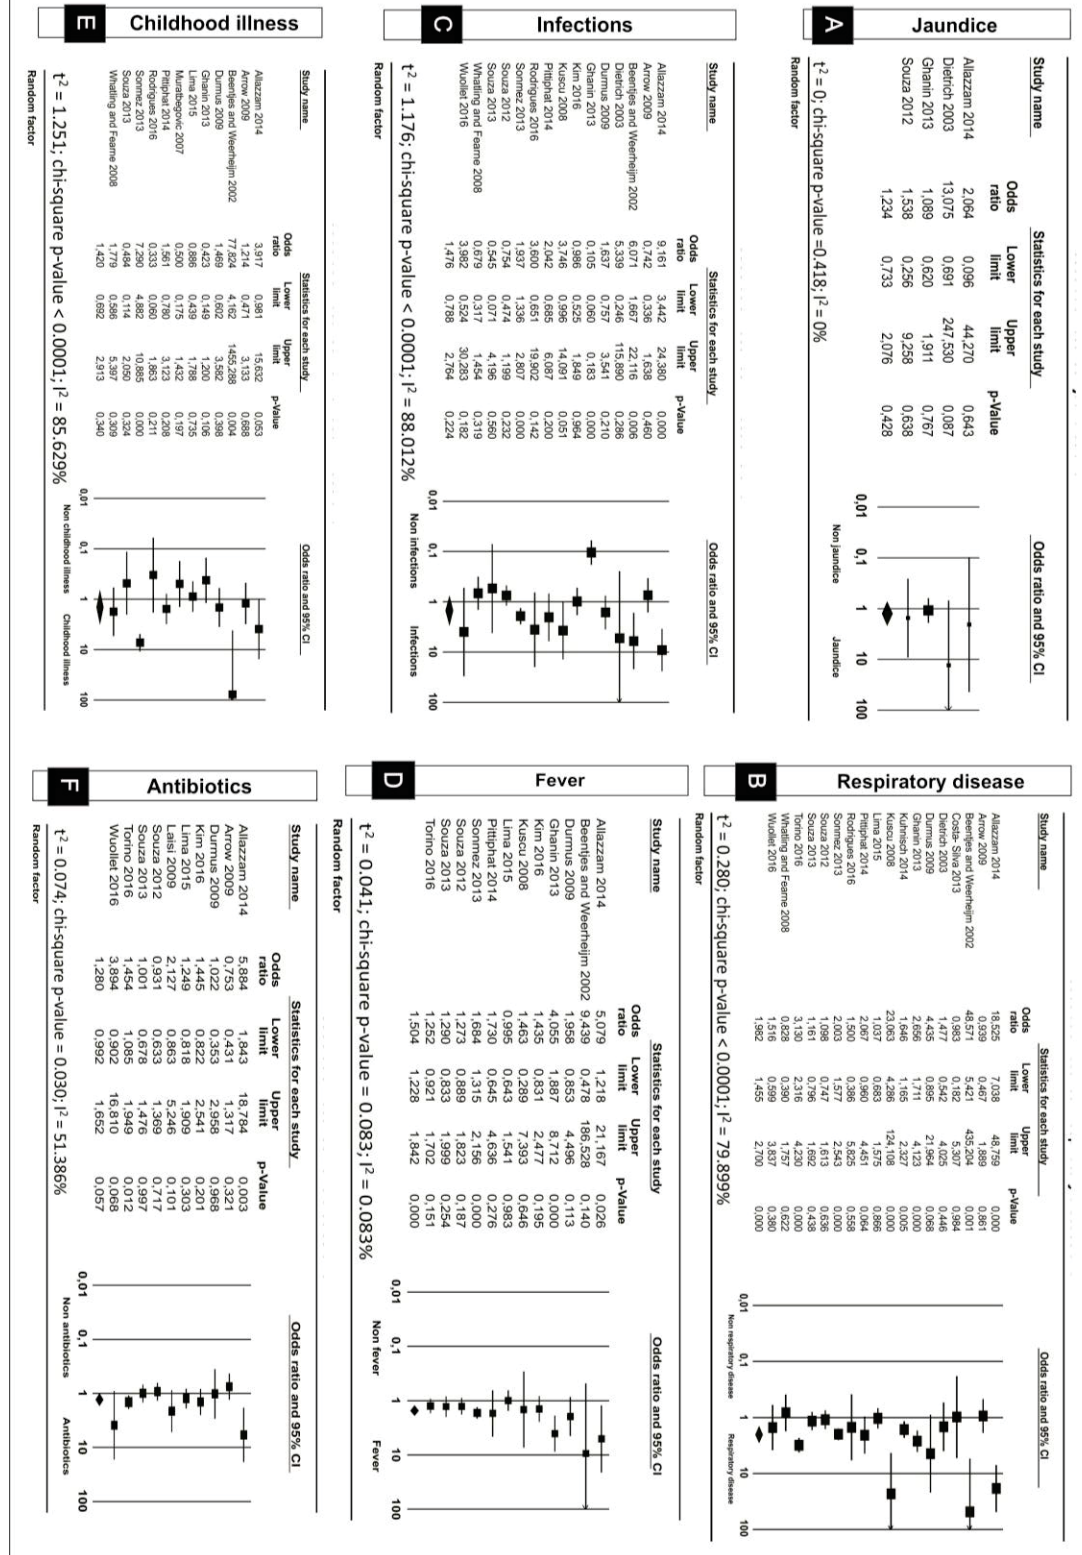 A Jaundice
Study name Statistics for each study Odds ratio and 95% CI
Odds ratio Lower limit Upper limit p-Value
Allazzam 2014 2,064 0,096 44,270 0,643
Dietrich 2003 13,075 0,691 247,530 0,087
Ghanin 2013 1,089 0,620 1,911 0,767
Souza 2012 1,538 0,256 9,258 0,638
1,234 0,733 2,076 0,428
0,01 0,1 1 10 100
Non jaundice Jaundice
t² = 0; chi-square p-value =0.418; I² = 0%
Random factor
B Respiratory disease
Study name Statistics for each study Odds ratio and 95% CI
Odds ratio Lower limit Upper limit p-Value
Allazzam 2014 18,525 7,038 48,759 0,000
Arrow 2009 0,939 0,467 1,889 0,861
Beentjes and Weerheijm 2002 48,571 5,421 435,204 0,001
Costa- Silva 2013 0,983 0,182 5,307 0,984
Dietrich 2003 1,477 0,542 4,025 0,446
Durmus 2009 4,435 0,895 21,964 0,068
Ghanin 2013 2,656 1,711 4,123 0,000
Kuhnisch 2014 1,646 1,165 2,327 0,005
Kuscu 2008 23,063 4,286 124,108 0,000
Lima 2015 1,037 0,683 1,575 0,866
Pittiphat 2014 2,067 0,960 4,451 0,064
Rodrigues 2016 1,500 0,386 5,825 0,558
Sonmez 2013 2,003 1,577 2,543 0,000
Souza 2012 1,098 0,747 1,613 0,636
Souza 2013 1,161 0,796 1,692 0,438
Torino 2016 3,130 2,316 4,230 0,000
Whatling and Fearne 2008 0,828 0,390 1,757 0,622
Wuollet 2016 1,516 0,599 3,837 0,380
1,982 1,455 2,700 0,000
0,01 0,1 1 10 100
Non respiratory disease Respiratory disease
t² = 0.280; chi-square p-value < 0.0001; I² = 79.899%
Random factor
C Infections
Study name Statistics for each study Odds ratio and 95% CI
Odds ratio Lower limit Upper limit p-Value
Allazzam 2014 9,161 3,442 24,380 0,000
Arrow 2009 0,742 0,336 1,638 0,460
Beentjes and Weerheijm 2002 6,071 1,667 22,116 0,006
Dietrich 2003 5,339 0,246 115,890 0,286
Durmus 2009 1,637 0,757 3,541 0,210
Ghanin 2013 0,105 0,060 0,183 0,000
Kim 2016 0,986 0,525 1,849 0,964
Kuscu 2008 3,746 0,996 14,091 0,051
Pittiphat 2014 2,042 0,685 6,087 0,200
Rodrigues 2016 3,600 0,651 19,902 0,142
Sonmez 2013 1,937 1,336 2,807 0,000
Souza 2012 0,754 0,474 1,199 0,232
Souza 2013 0,545 0,071 4,196 0,560
Whatling and Fearne 2008 0,679 0,317 1,454 0,319
Wuollet 2016 3,982 0,524 30,283 0,182
1,476 0,788 2,764 0,224
0,01 0,1 1 10 100
Non infections Infections
t² = 1.176; chi-square p-value < 0.0001; I² = 88.012%
Random factor
D Fever
Study name Statistics for each study Odds ratio and 95% CI
Odds ratio Lower limit Upper limit p-Value
Allazzam 2014 5,079 1,218 21,167 0,026
Beentjes and Weerheijm 2002 9,439 0,478 186,528 0,140
Durmus 2009 1,958 0,853 4,496 0,113
Ghanin 2013 4,055 1,887 8,712 0,000
Kim 2016 1,435 0,831 2,477 0,195
Kuscu 2008 1,463 0,289 7,393 0,646
Lima 2015 0,995 0,643 1,541 0,983
Pittiphat 2014 1,730 0,645 4,636 0,276
Sonmez 2013 1,684 1,315 2,156 0,000
Souza 2012 1,273 0,889 1,823 0,187
Souza 2013 1,290 0,833 1,999 0,254
Torino 2016 1,252 0,921 1,702 0,151
1,504 1,228 1,842 0,000
0,01 0,1 1 10 100
Non fever Fever
t² = 0.041; chi-square p-value = 0.083; I² = 0.083%
Random factor
E Childhood illness
Study name Statistics for each study Odds ratio and 95% CI
Odds ratio Lower limit Upper limit p-Value
Allazzam 2014 3,917 0,981 15,632 0,053
Arrow 2009 1,214 0,471 3,133 0,688
Beentjes and Weerheijm 2002 77,824 4,162 1455,288 0,004
Durmus 2009 1,469 0,602 3,582 0,398
Ghanin 2013 0,423 0,149 1,200 0,106
Lima 2015 0,886 0,439 1,788 0,735
Muratbegovic 2007 0,500 0,175 1,432 0,197
Pittiphat 2014 1,561 0,780 3,123 0,208
Rodrigues 2016 0,333 0,060 1,863 0,211
Sonmez 2013 7,290 4,882 10,885 0,000
Souza 2013 0,484 0,114 2,050 0,324
Whatling and Fearne 2008 1,779 0,586 5,397 0,309
1,420 0,692 2,913 0,340
0,01 0,1 1 10 100
Non childhood illness Childhood illness
t² = 1.251; chi-square p-value < 0.0001; I² = 85.629%
Random factor
F Antibiotics
Study name Statistics for each study Odds ratio and 95% CI
Odds ratio Lower limit Upper limit p-Value
Allazzam 2014 5,884 1,843 18,784 0,003
Arrow 2009 0,753 0,431 1,317 0,321
Durmus 2009 1,022 0,353 2,958 0,968
Kim 2016 1,445 0,822 2,541 0,201
Lima 2015 1,249 0,818 1,909 0,303
Laisi 2009 2,127 0,863 5,246 0,101
Souza 2012 0,931 0,633 1,369 0,717
Souza 2013 1,001 0,678 1,476 0,997
Torino 2016 1,454 1,085 1,949 0,012
Wuollet 2016 3,894 0,902 16,810 0,068
1,280 0,992 1,652 0,057
0,01 0,1 1 10 100
Non antibiotics Antibiotics
t² = 0.074; chi-square p-value = 0.030; I² = 51.386%
Random factor